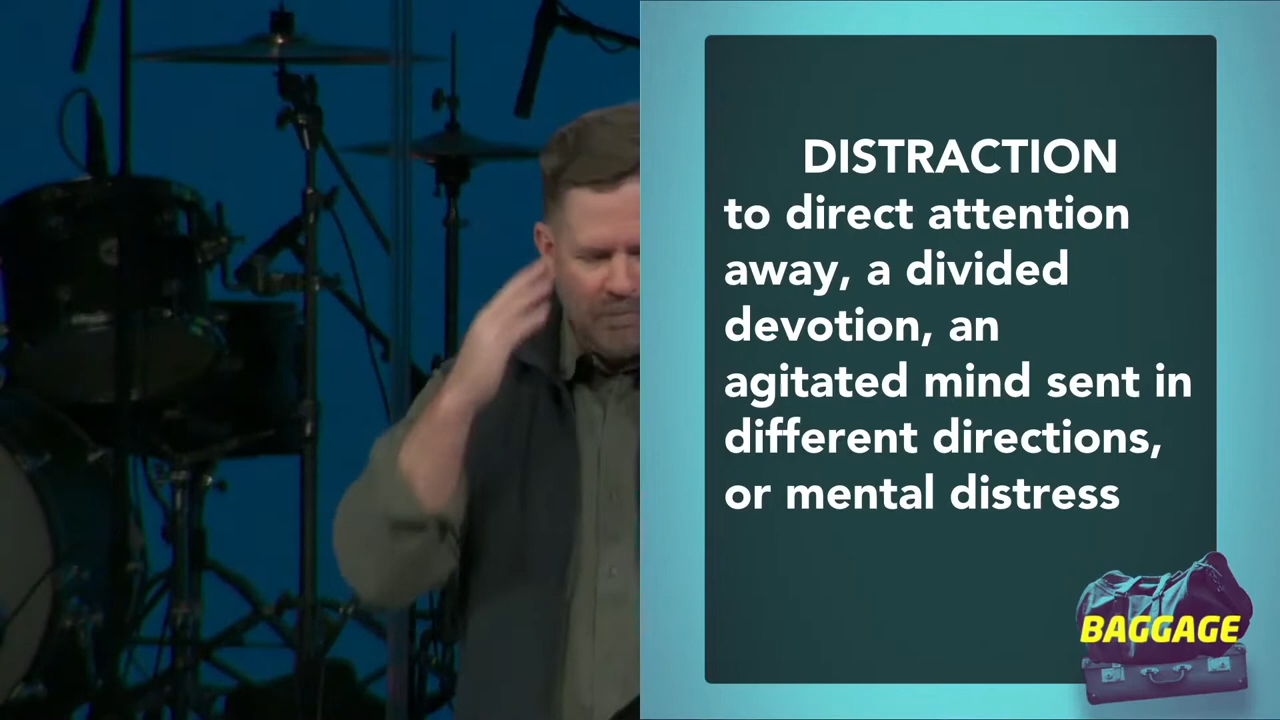 DISTRACTION
to direct attention
away, a divided
devotion, an
agitated mind sent in
different directions,
or mental distress
BAGGAGE